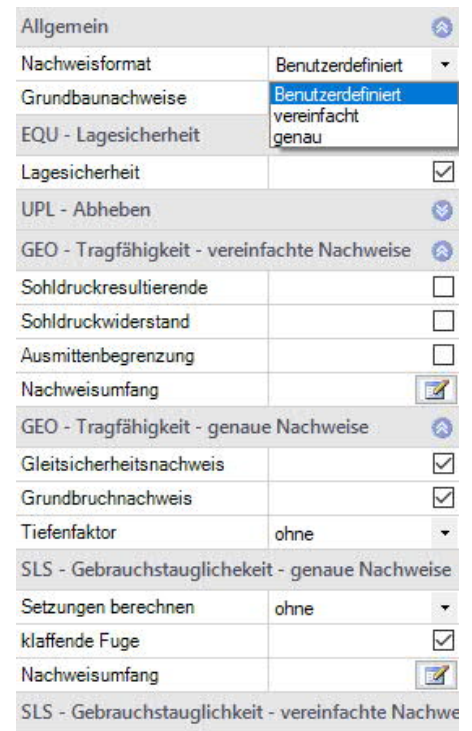 Allgemein
Nachweisformat Benutzerdefiniert
Grundbaunachweise Benutzerdefiniert
vereinfacht
EQU - Lagesicherheit genau
Lagesicherheit
UPL - Abheben
GEO - Tragfähigkeit - vereinfachte Nachweise
Sohldruckresultierende
Sohldruckwiderstand
Ausmittenbegrenzung
Nachweisumfang
GEO - Tragfähigkeit - genaue Nachweise
Gleitsicherheitsnachweis
Grundbruchnachweis
Tiefenfaktor ohne
SLS - Gebrauchstauglichekeit - genaue Nachweise
Setzungen berechnen ohne
klaffende Fuge
Nachweisumfang
SLS - Gebrauchstauglichkeit - vereinfachte Nachwe